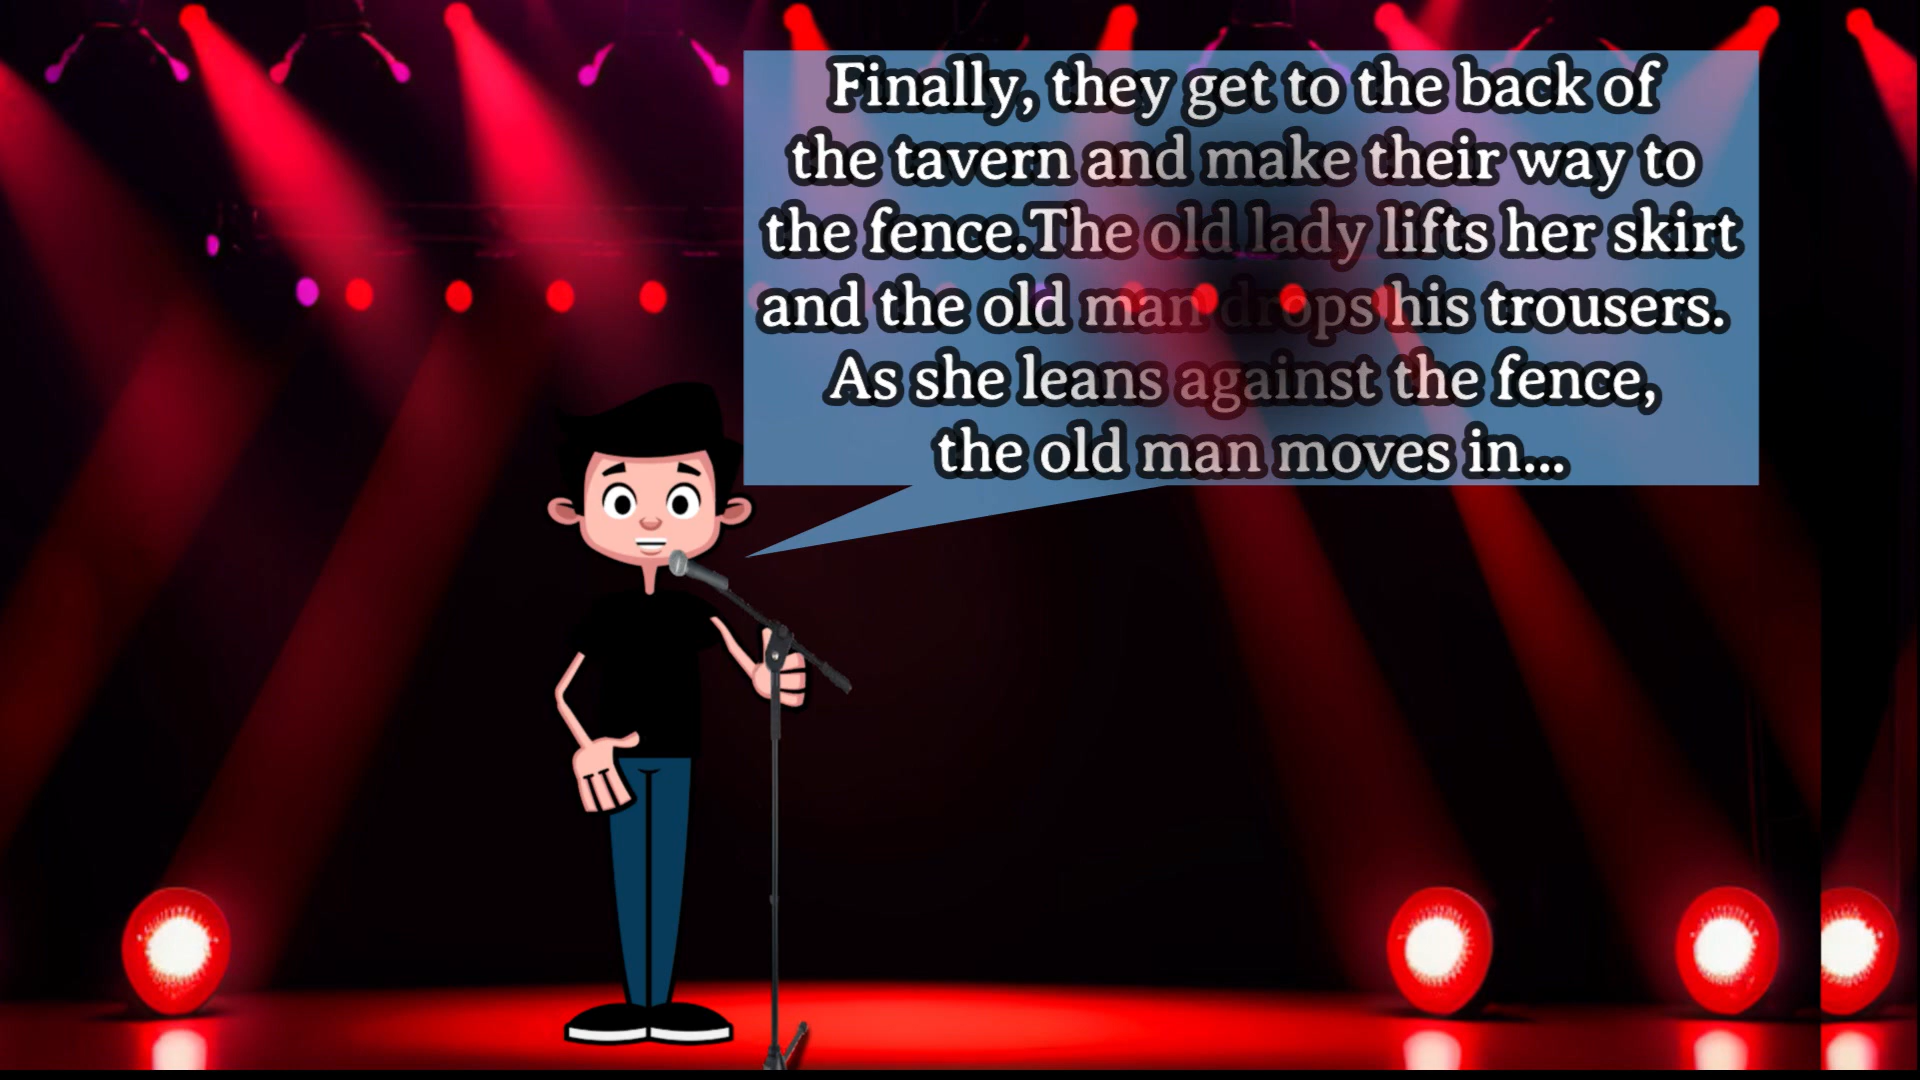 Finally, they get to the back of
the tavern and make their way to
the fence.The old lady lifts her skirt
and the old man drops his trousers.
As she leans against the fence,
the old man moves in...